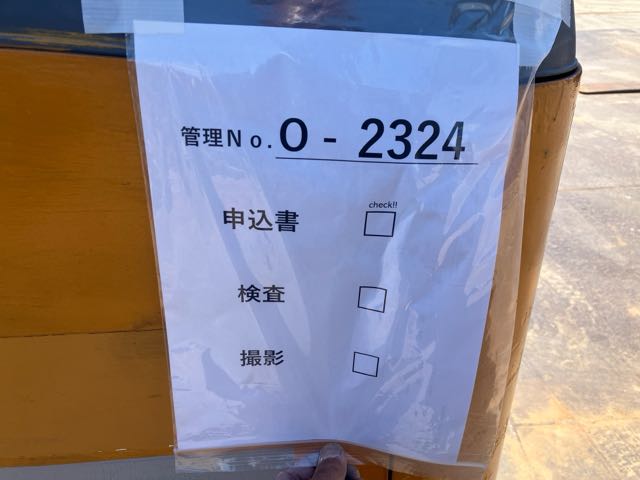 管理No. O - 2324
check!!
申込書 □
検査 □
撮影 □